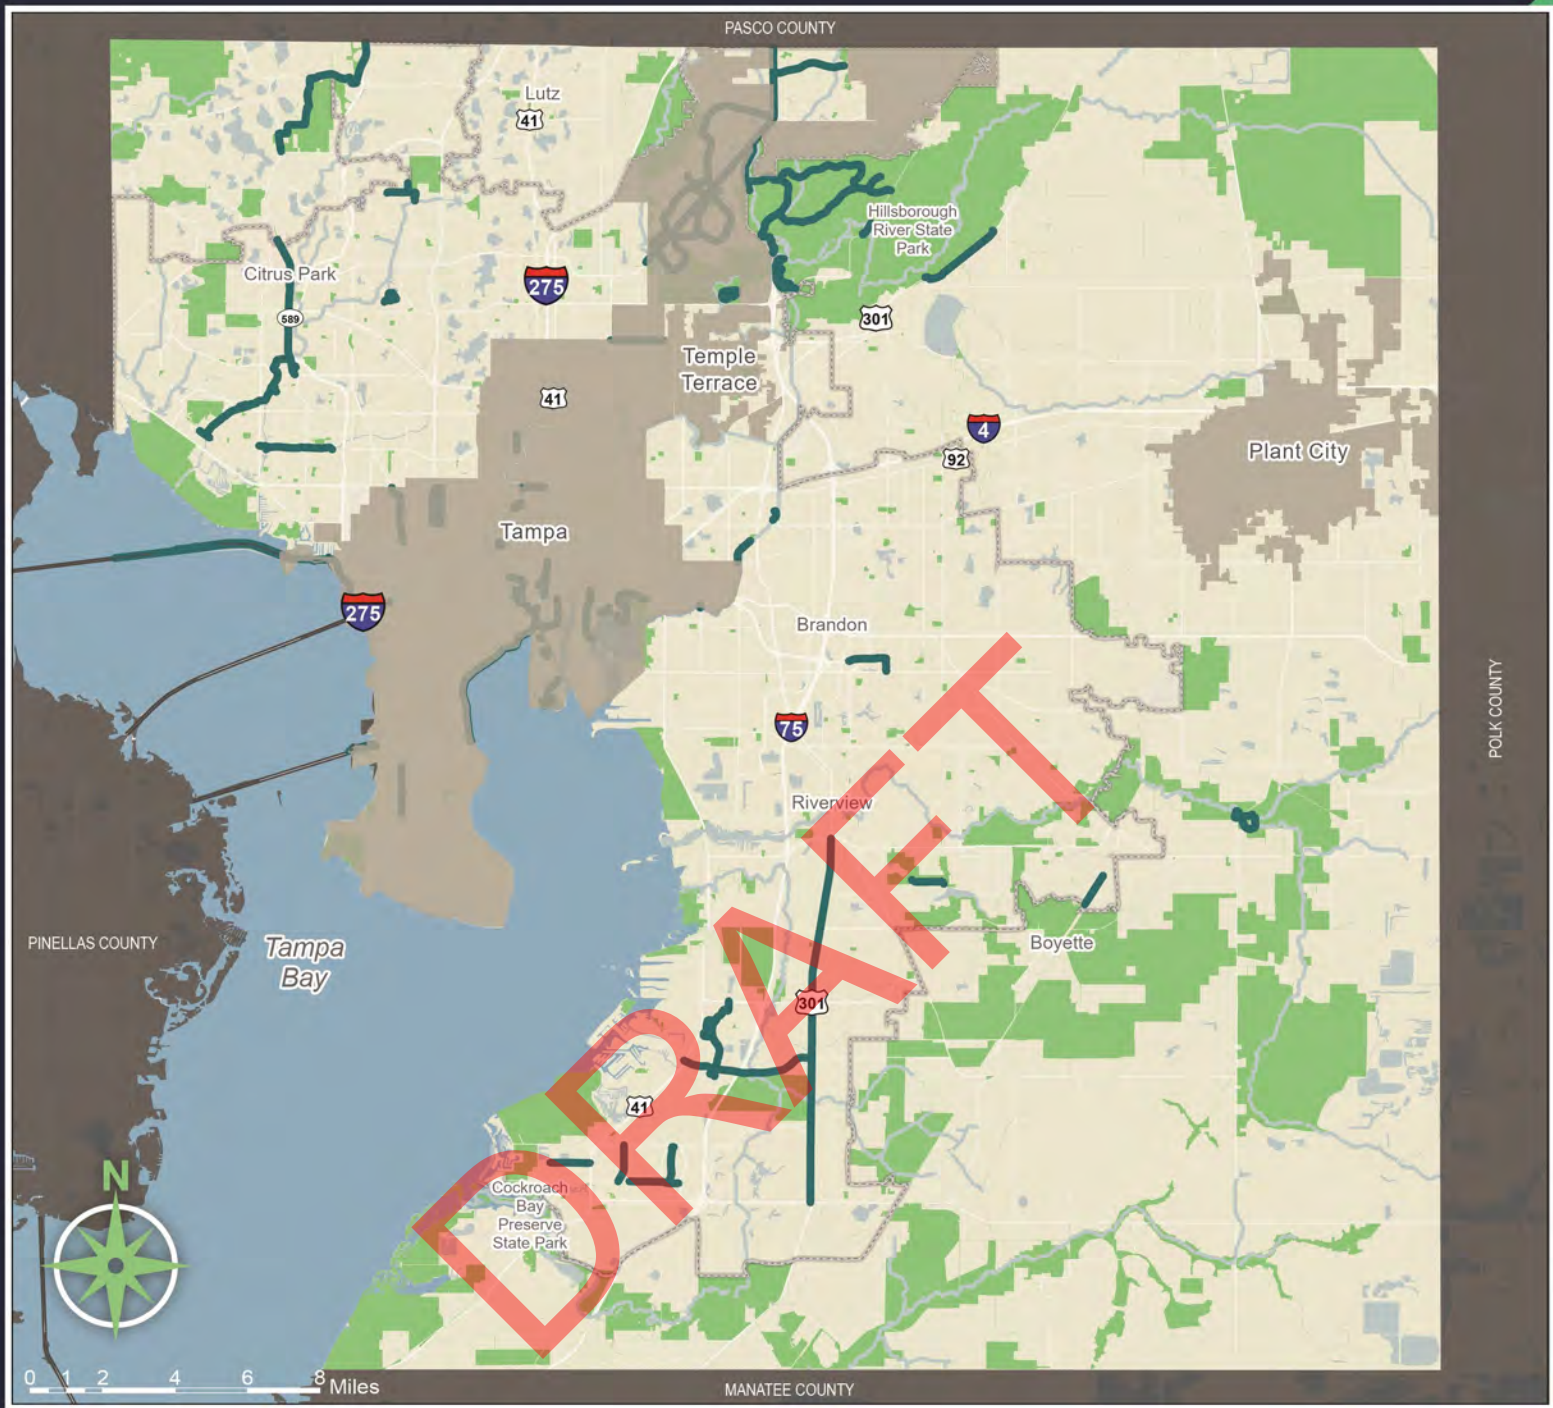 PASCO COUNTY
Lutz
41
Hillsborough
River State
Park
Citrus Park
275
589
301
Temple
Terrace
41
4
92
Plant City
Tampa
275
Brandon
POLK COUNTY
75
Riverview
PINELLAS COUNTY
Tampa
Bay
Boyette
301
DRAFT
41
N
Cockroach
Bay
Preserve
State Park
0 1 2 4 6 8 Miles
MANATEE COUNTY